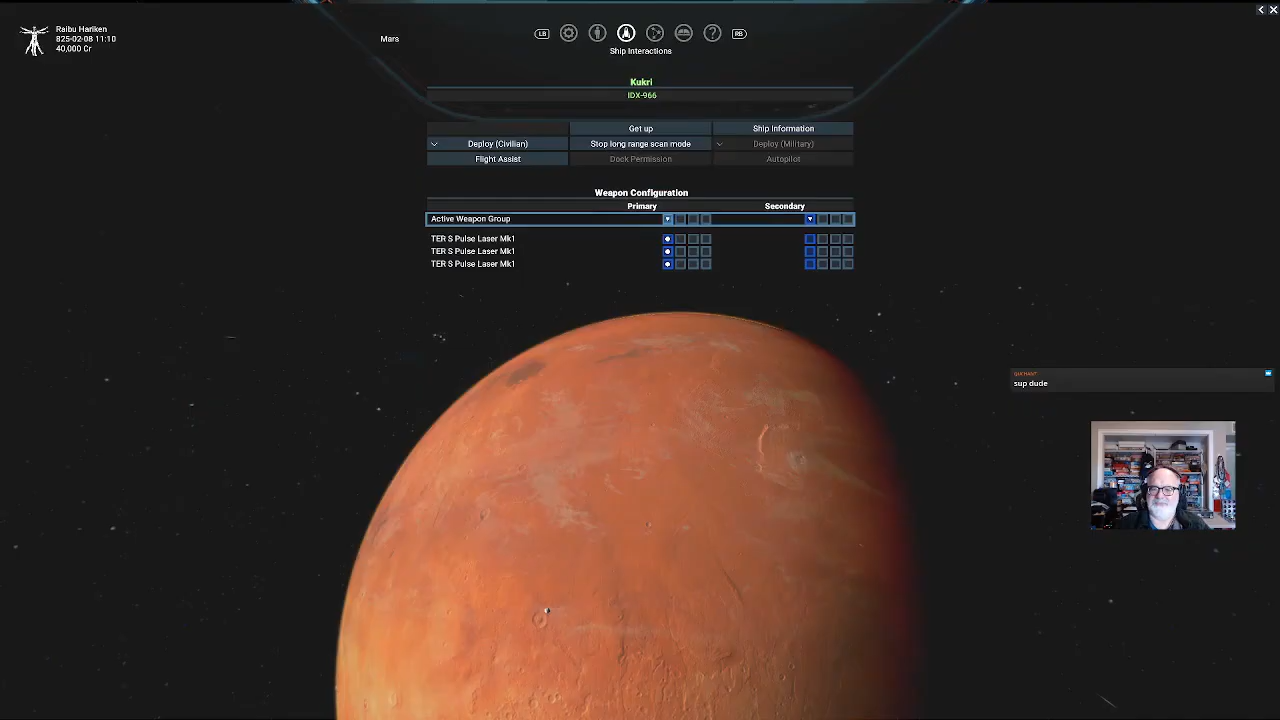 Raibu Hariken
825-02-08 11:10
40,000 Cr
Mars
LB
?
RB
Ship Interactions
Kukri
IDX-966
Get up
Ship Information
Deploy (Civilian)
Stop long range scan mode
Deploy (Military)
Flight Assist
Dock Permission
Autopilot
Weapon Configuration
Primary
Secondary
Active Weapon Group
TER S Pulse Laser Mk1
TER S Pulse Laser Mk1
TER S Pulse Laser Mk1
sup dude